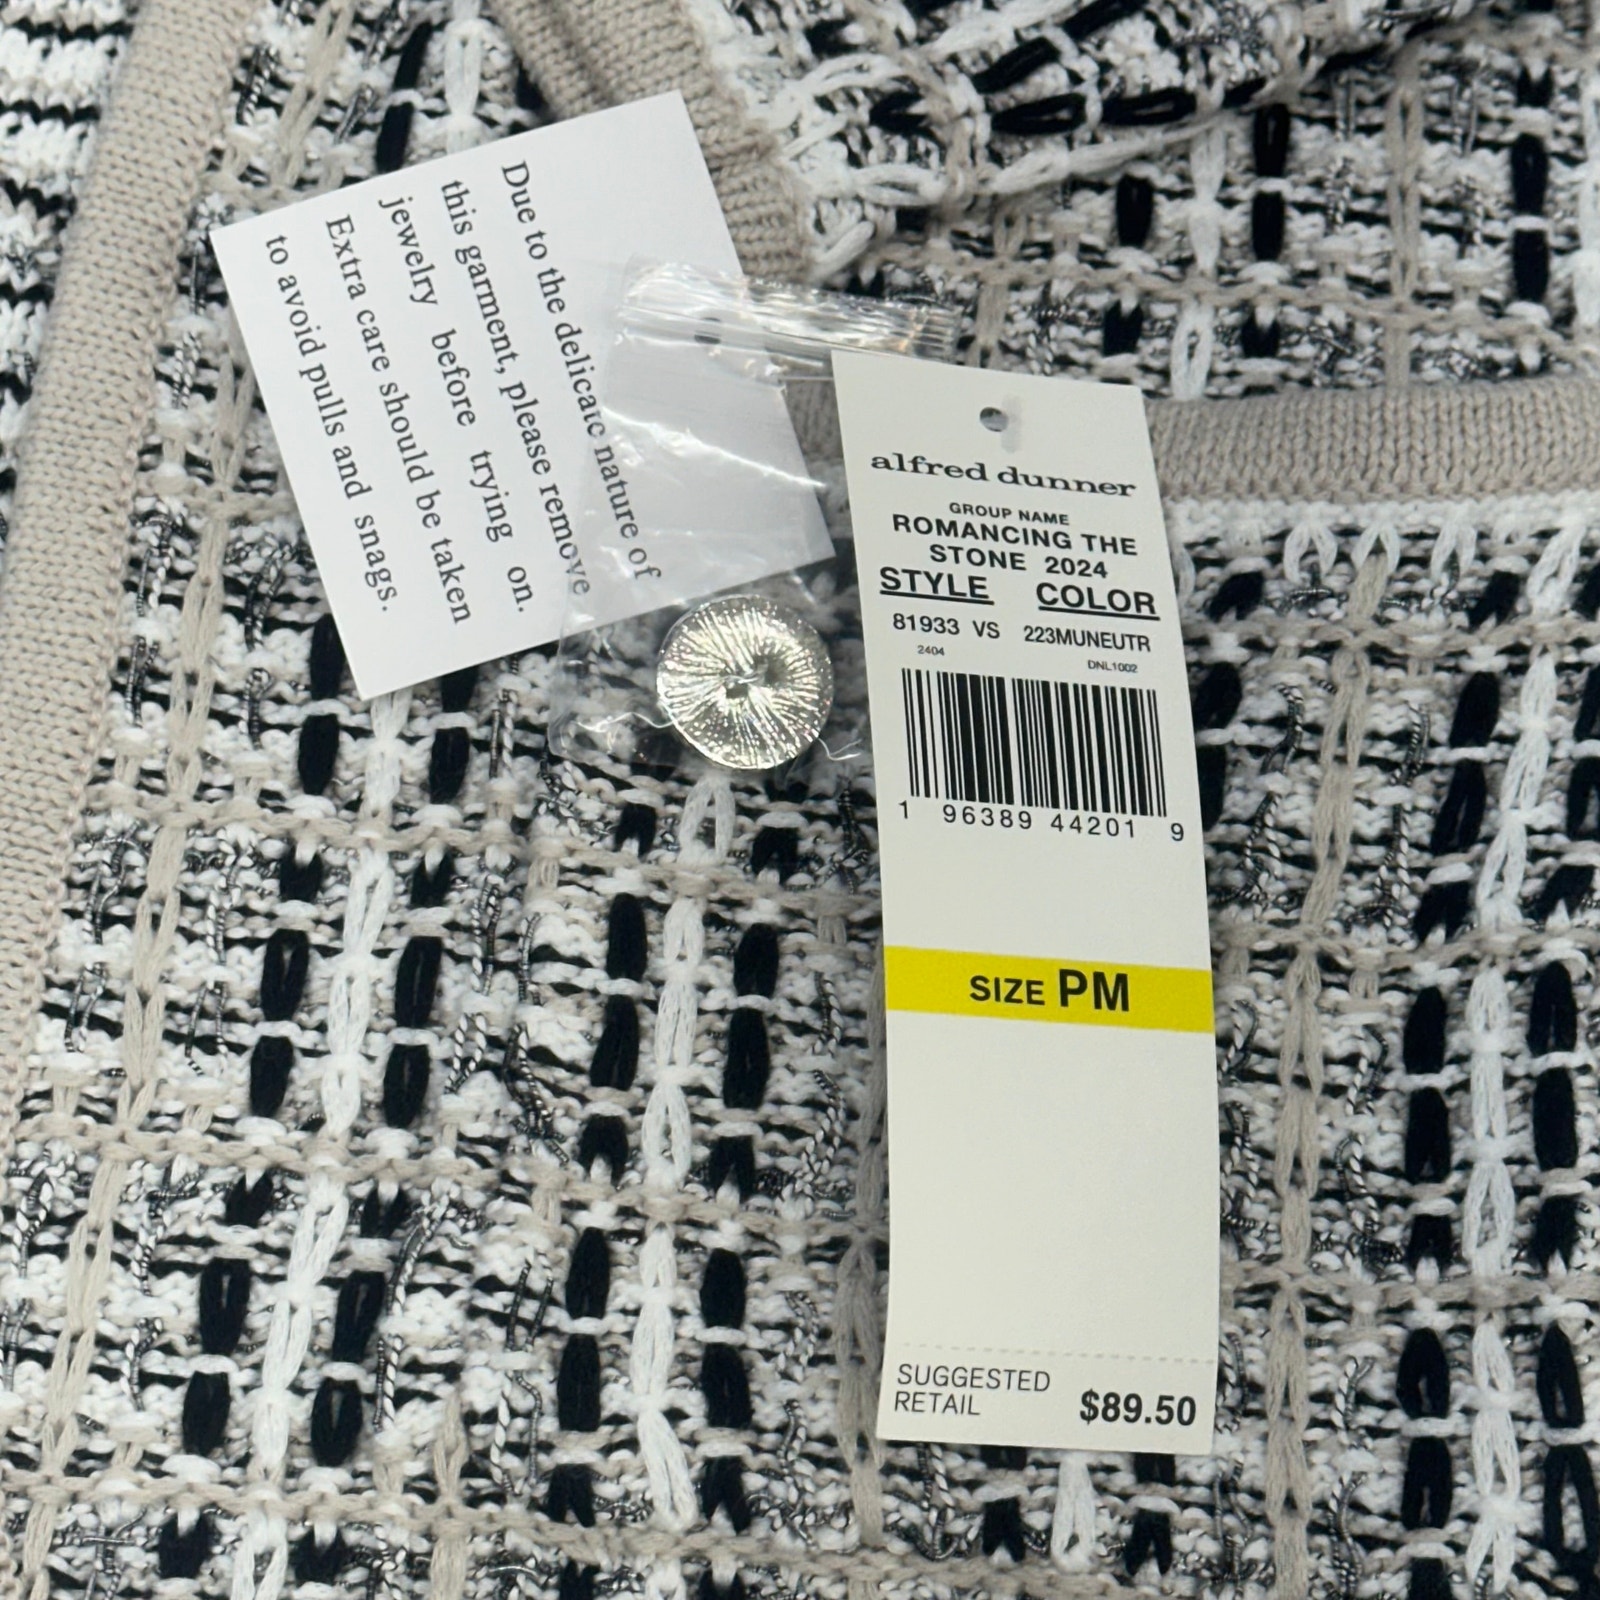 Due to the delicate nature of
this garment, please remove
jewelry before trying on.
Extra care should be taken
to avoid pulls and snags.
alfred dunner
GROUP NAME
ROMANCING THE
STONE 2024
STYLE COLOR
81933 VS 223MUNEUTR
2404 DNL1002
1 96389 44201 9
SIZE PM
SUGGESTED
RETAIL $89.50